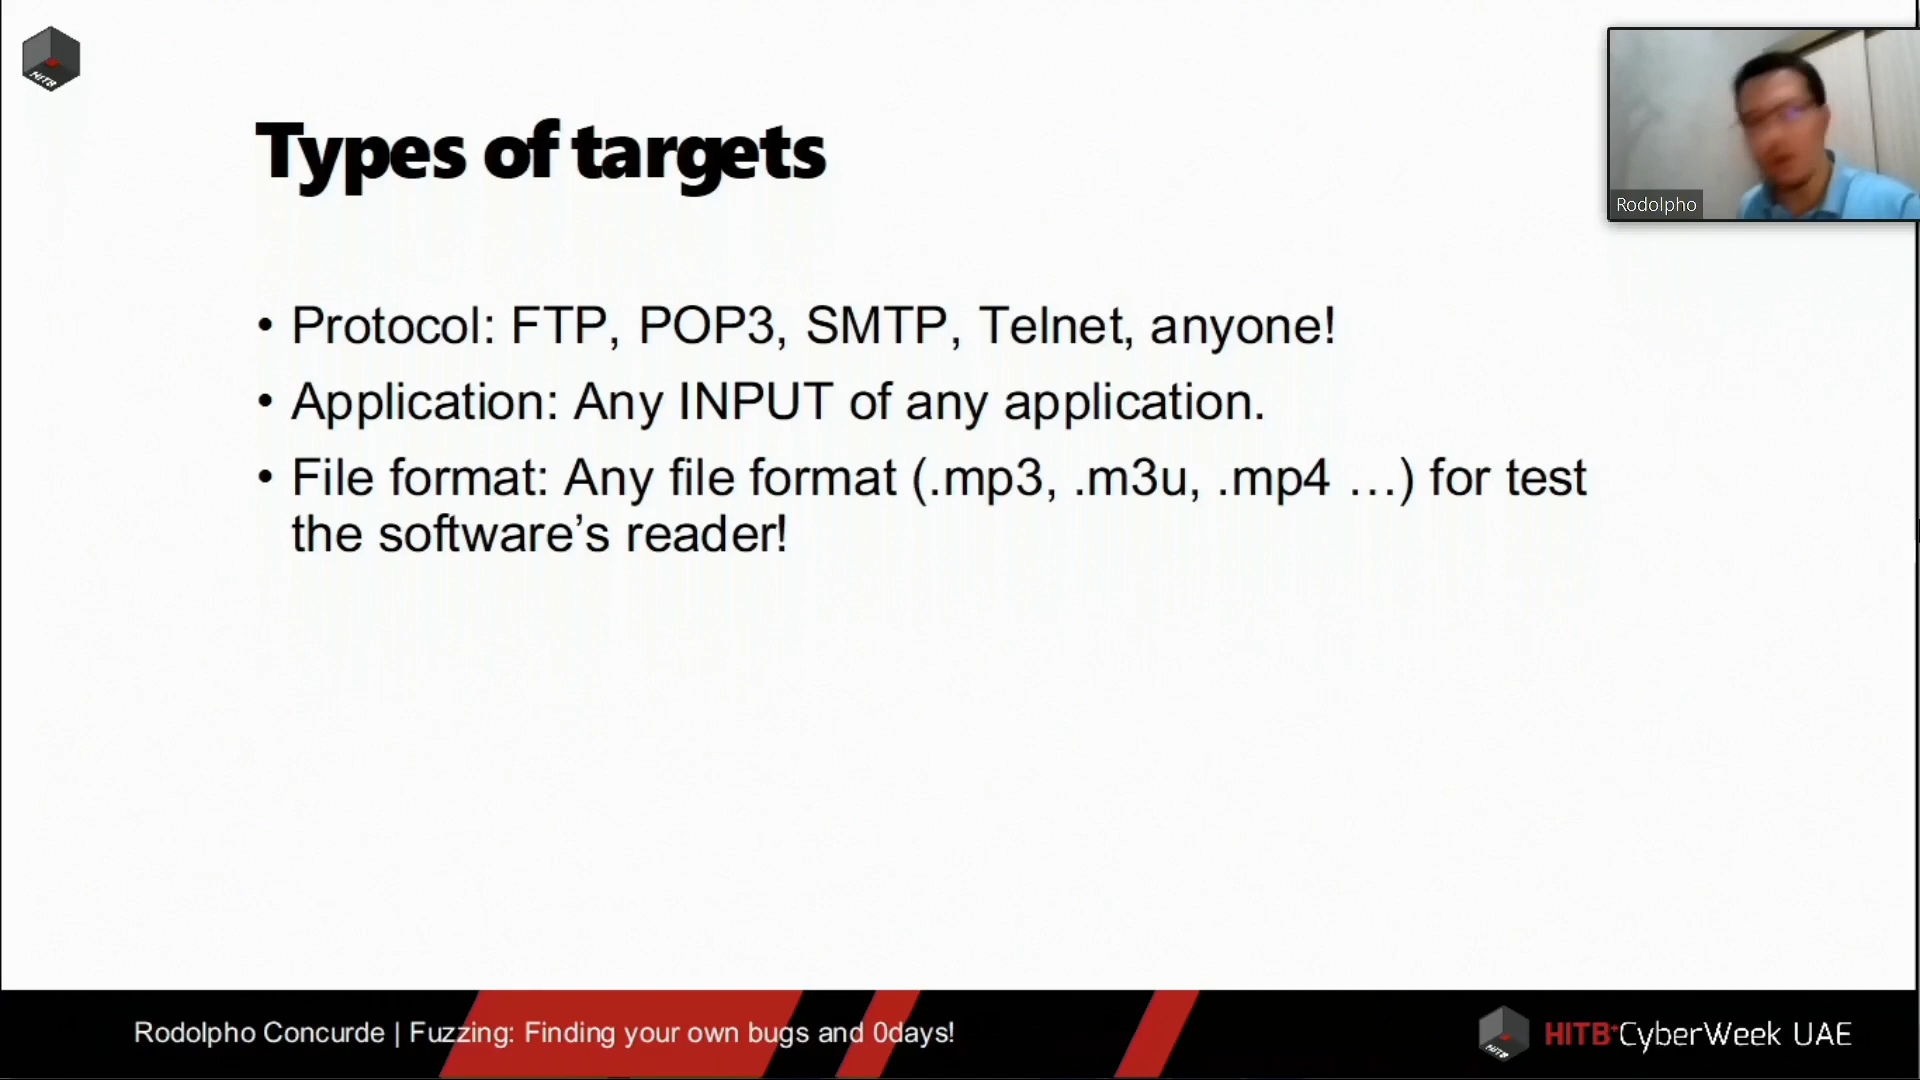 HITB
Types of targets
Rodolpho
• Protocol: FTP, POP3, SMTP, Telnet, anyone!
• Application: Any INPUT of any application.
• File format: Any file format (.mp3, .m3u, .mp4 …) for test
the software’s reader!
Rodolpho Concurde | Fuzzing: Finding your own bugs and 0days!
HITB
HITB+CyberWeek UAE